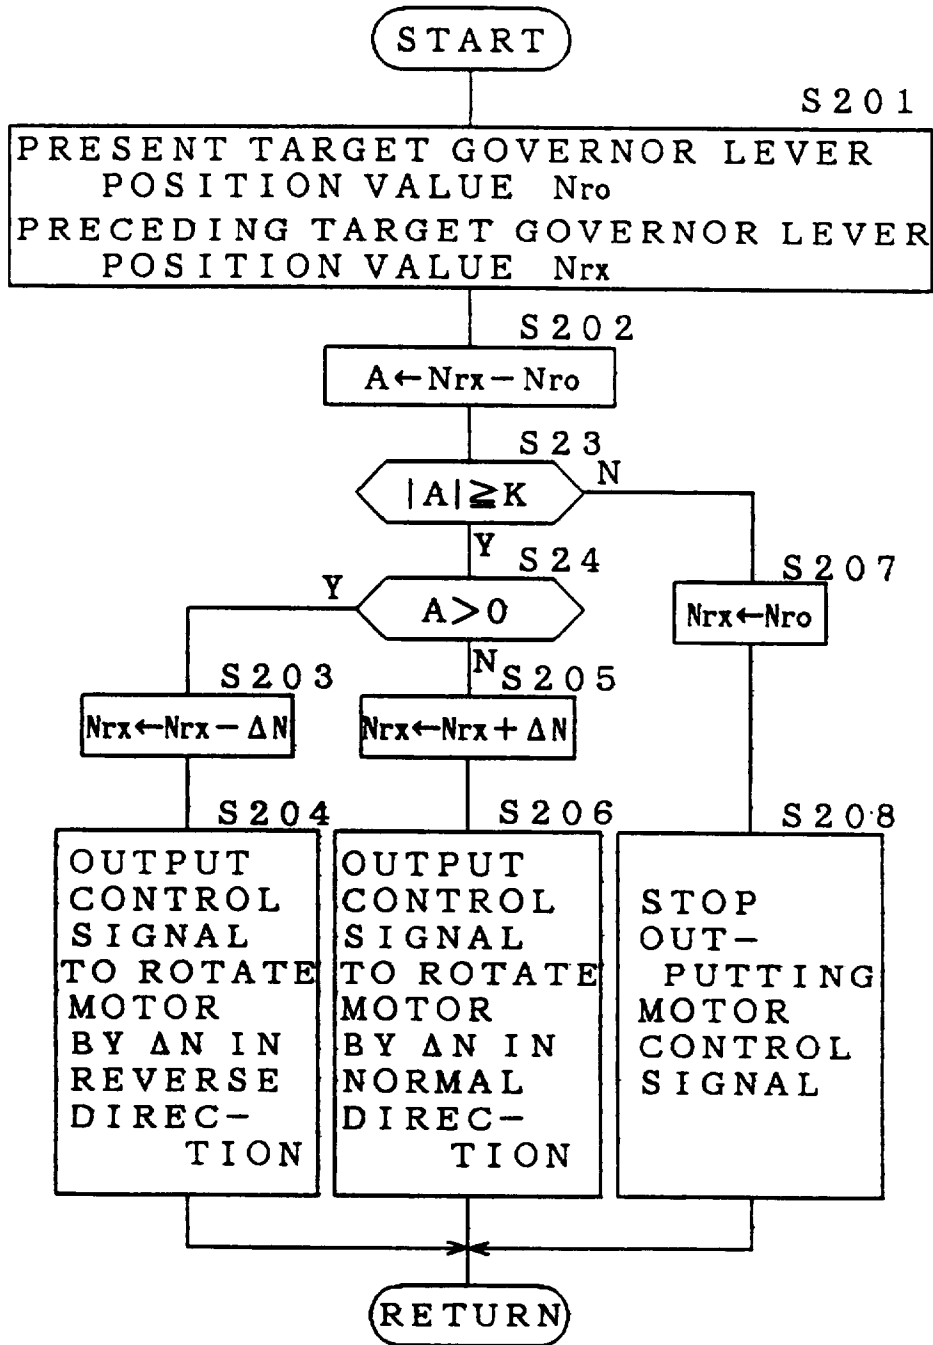 START
S201
PRESENT TARGET GOVERNOR LEVER
POSITION VALUE Nro
PRECEDING TARGET GOVERNOR LEVER
POSITION VALUE Nrx
S202
A←Nrx−Nro
S23
|A|≧K
N
Y
S24
A>0
Y
N
S207
Nrx←Nro
S203
Nrx←Nrx−ΔN
S205
Nrx←Nrx+ΔN
S204
OUTPUT
CONTROL
SIGNAL
TO ROTATE
MOTOR
BY ΔN IN
REVERSE
DIREC-
TION
S206
OUTPUT
CONTROL
SIGNAL
TO ROTATE
MOTOR
BY ΔN IN
NORMAL
DIREC-
TION
S208
STOP
OUT-
PUTTING
MOTOR
CONTROL
SIGNAL
RETURN